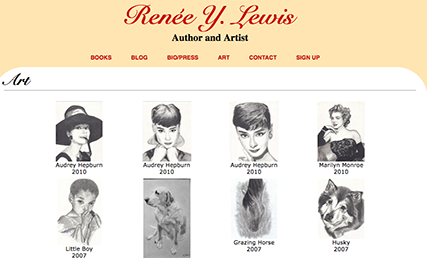 Renée Y. Lewis
Author and Artist
BOOKS BLOG BIO/PRESS ART CONTACT SIGN UP
Art
Audrey Hepburn Audrey Hepburn Audrey Hepburn Marilyn Monroe
2010 2010 2010 2010
Little Boy Grazing Horse Husky
2007 2007 2007